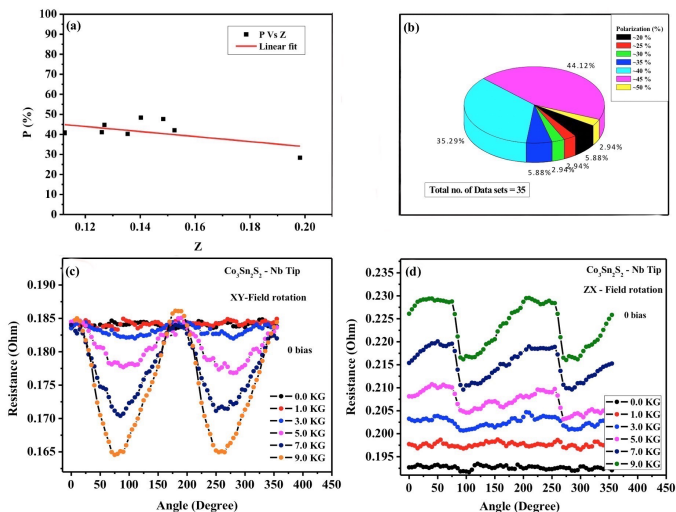 (a)
P Vs Z
Linear fit
P (%)
100
90
80
70
60
50
40
30
20
10
0
0.12
0.14
0.16
0.18
0.20
Z
(b)
Polarization (%)
~20 %
~25 %
~30 %
~35 %
~40 %
~45 %
~50 %
44.12%
35.29%
2.94%
5.88%
2.94%
2.94%
5.88%
Total no. of Data sets = 35
(c)
Co₃Sn₂S₂ - Nb Tip
XY-Field rotation
0 bias
Resistance (Ohm)
0.190
0.185
0.180
0.175
0.170
0.165
0.0 KG
1.0 KG
3.0 KG
5.0 KG
7.0 KG
9.0 KG
0 50 100 150 200 250 300 350 400 450
Angle (Degree)
(d)
Co₃Sn₂S₂ - Nb Tip
ZX - Field rotation
0 bias
Resistance (Ohm)
0.235
0.230
0.225
0.220
0.215
0.210
0.205
0.200
0.195
0.0 KG
1.0 KG
3.0 KG
5.0 KG
7.0 KG
9.0 KG
0 50 100 150 200 250 300 350 400 450
Angle (Degree)